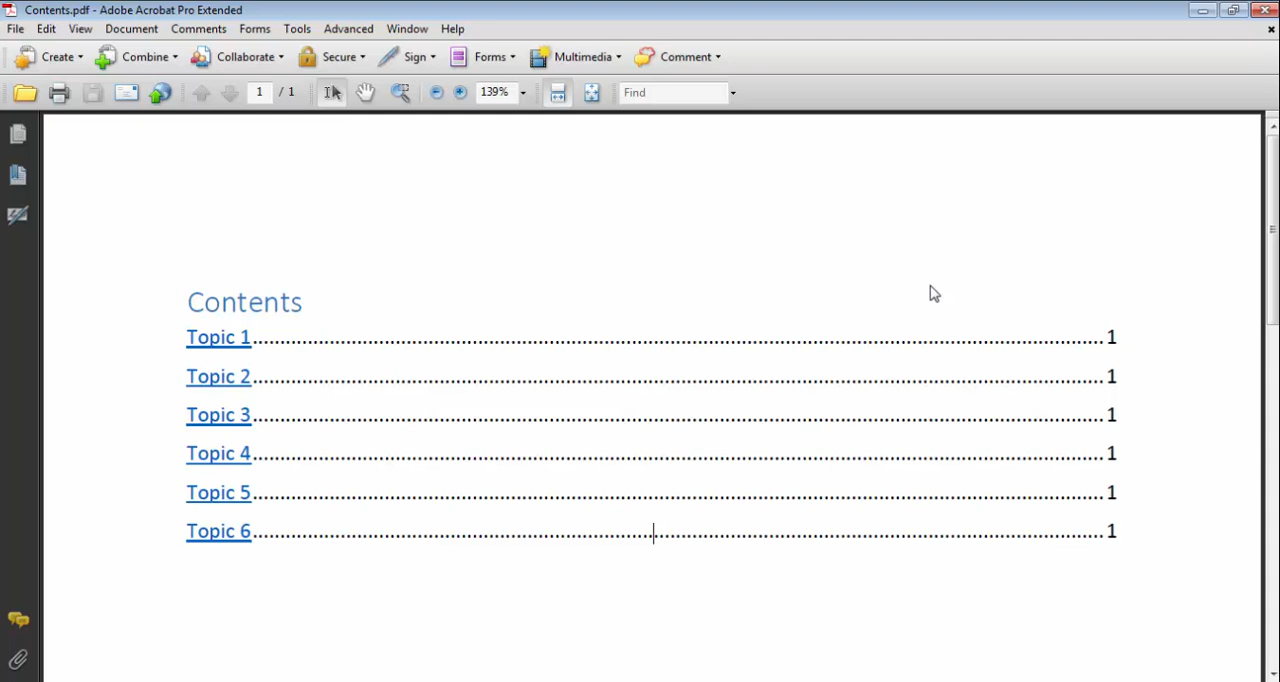 Contents.pdf - Adobe Acrobat Pro Extended
File Edit View Document Comments Forms Tools Advanced Window Help
Create Combine Collaborate Secure Sign Forms Multimedia Comment
1 / 1 139% Find
Contents
Topic 1........................................................................................................................1
Topic 2........................................................................................................................1
Topic 3........................................................................................................................1
Topic 4........................................................................................................................1
Topic 5........................................................................................................................1
Topic 6........................................................................................................................1